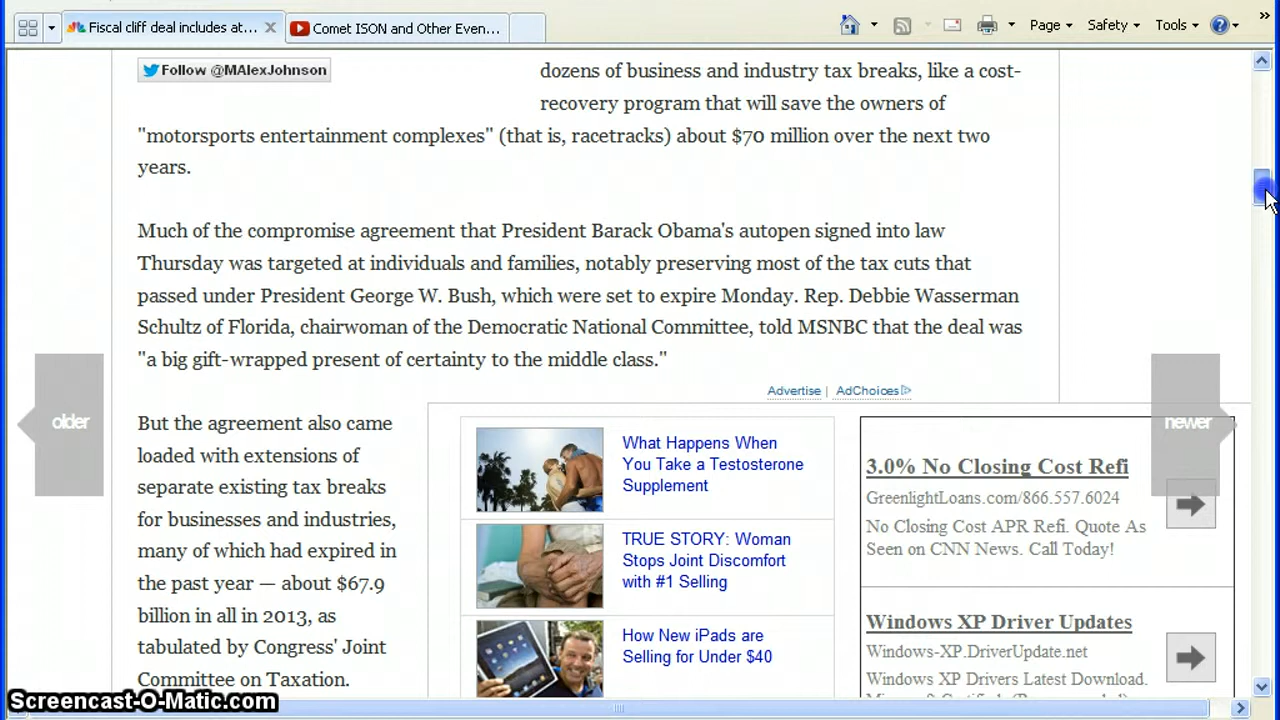 Fiscal cliff deal includes at...
Comet ISON and Other Even...
Page
Safety
Tools
Follow @MAlexJohnson
dozens of business and industry tax breaks, like a cost-
recovery program that will save the owners of
"motorsports entertainment complexes" (that is, racetracks) about $70 million over the next two
years.
Much of the compromise agreement that President Barack Obama's autopen signed into law
Thursday was targeted at individuals and families, notably preserving most of the tax cuts that
passed under President George W. Bush, which were set to expire Monday. Rep. Debbie Wasserman
Schultz of Florida, chairwoman of the Democratic National Committee, told MSNBC that the deal was
"a big gift-wrapped present of certainty to the middle class."
Advertise | AdChoices
older
newer
But the agreement also came
loaded with extensions of
separate existing tax breaks
for businesses and industries,
many of which had expired in
the past year — about $67.9
billion in all in 2013, as
tabulated by Congress' Joint
Committee on Taxation.
What Happens When
You Take a Testosterone
Supplement
TRUE STORY: Woman
Stops Joint Discomfort
with #1 Selling
How New iPads are
Selling for Under $40
3.0% No Closing Cost Refi
GreenlightLoans.com/866.557.6024
No Closing Cost APR Refi. Quote As
Seen on CNN News. Call Today!
Windows XP Driver Updates
Windows-XP.DriverUpdate.net
Windows XP Drivers Latest Download.
Screencast-O-Matic.com